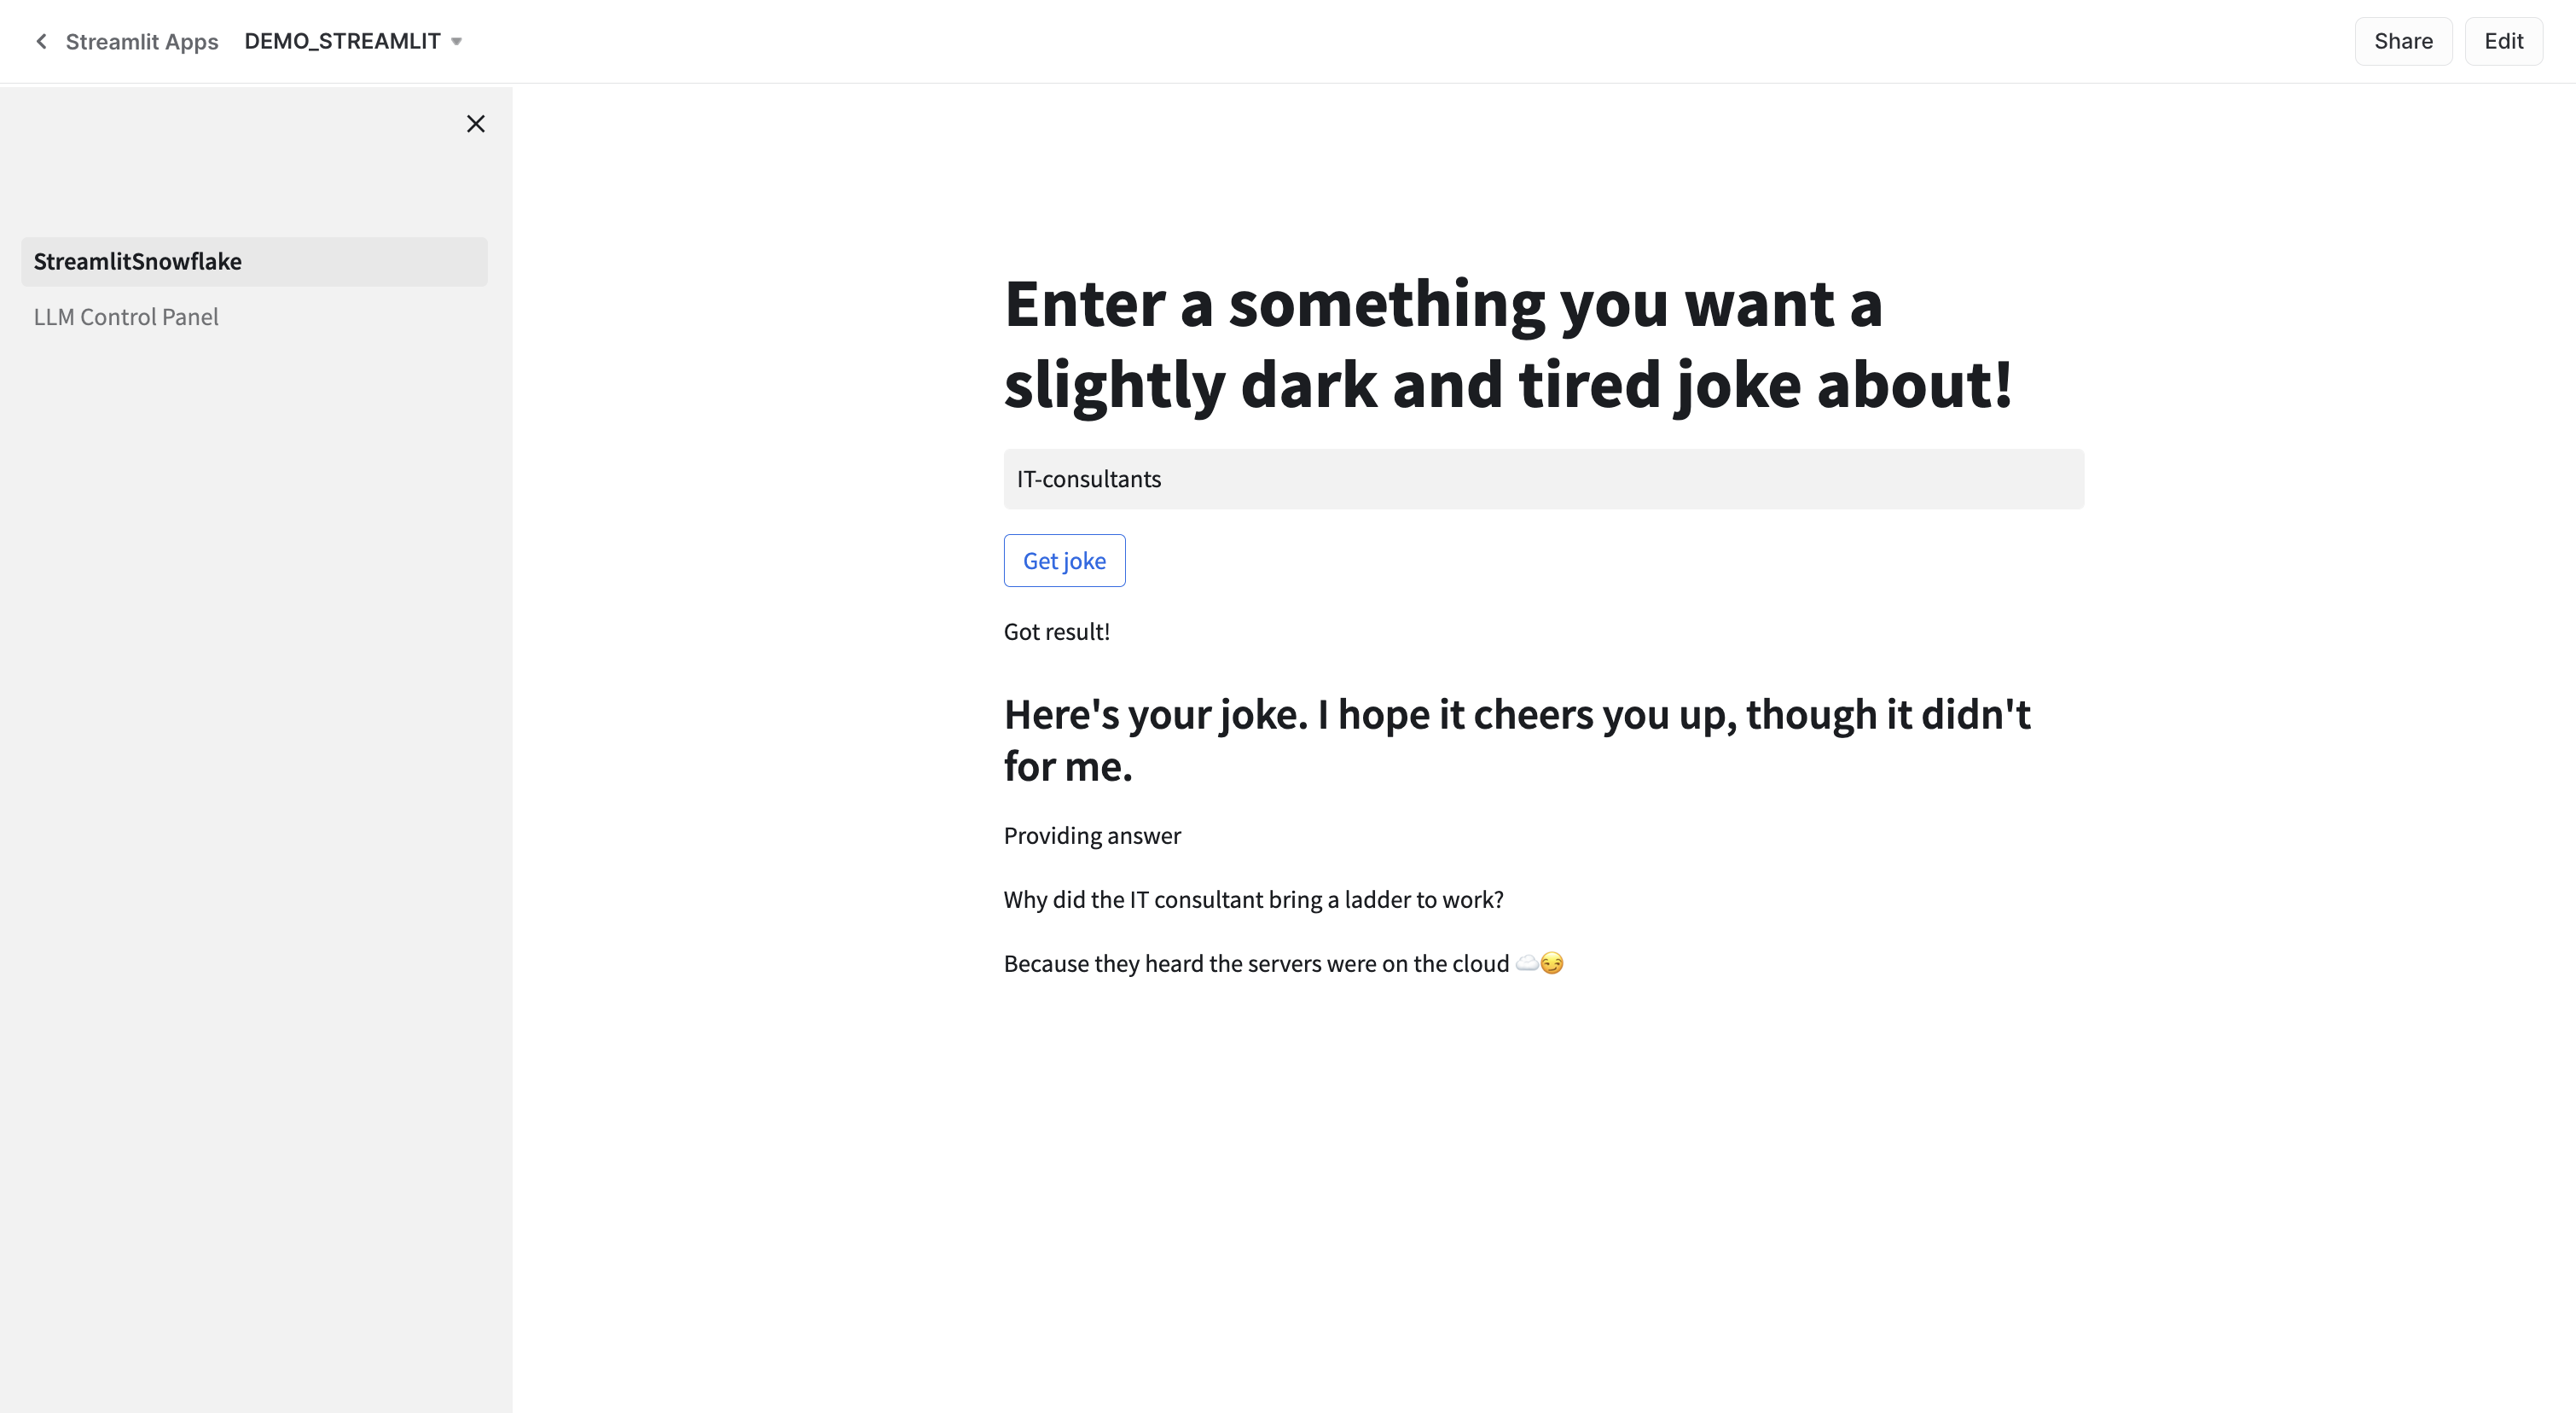 Streamlit Apps DEMO_STREAMLIT Share Edit
StreamlitSnowflake
LLM Control Panel
Enter a something you want a
slightly dark and tired joke about!
IT-consultants
Get joke
Got result!
Here's your joke. I hope it cheers you up, though it didn't
for me.
Providing answer
Why did the IT consultant bring a ladder to work?
Because they heard the servers were on the cloud ☁️😏